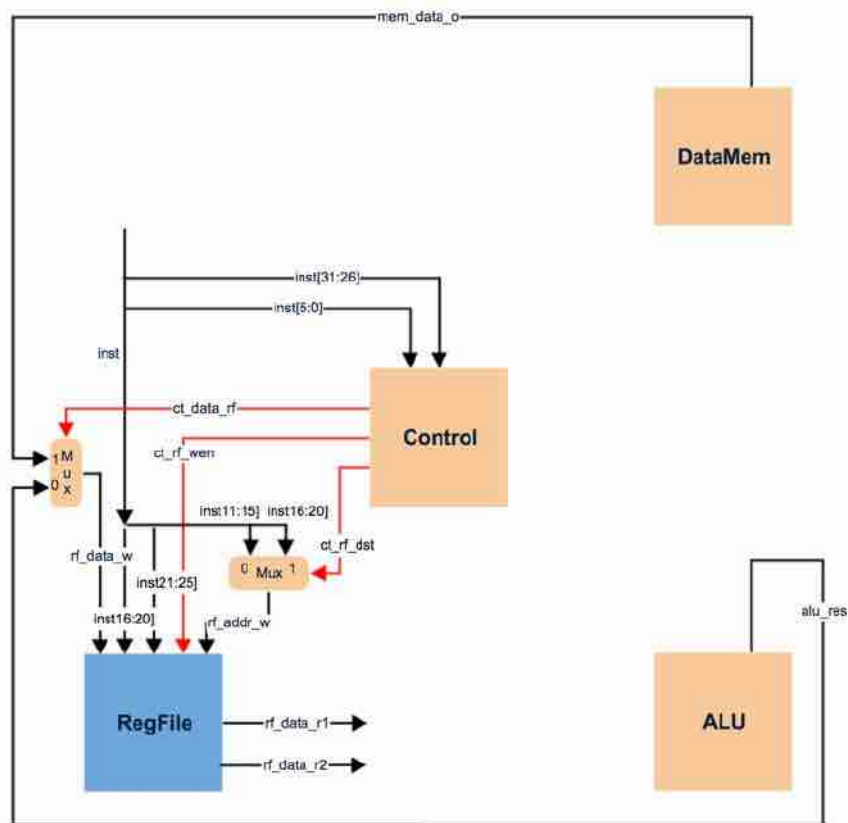 mem_data_o
DataMem
inst[31:26]
inst[5:0]
inst
ct_data_rf
Control
ct_rf_wen
1 M
u
0 x
inst11:15] inst16:20]
ct_rf_dst
rf_data_w
0 Mux 1
inst21:25]
alu_res
inst16:20]
rf_addr_w
RegFile
rf_data_r1
ALU
rf_data_r2